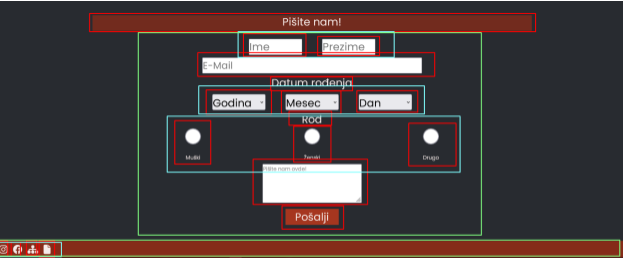 Pišite nam!
Ime Prezime
E-Mail
Datum rođenja
Godina Mesec Dan
Rod
Muški Ženski Drugo
Pišite nam ovde!
Pošalji